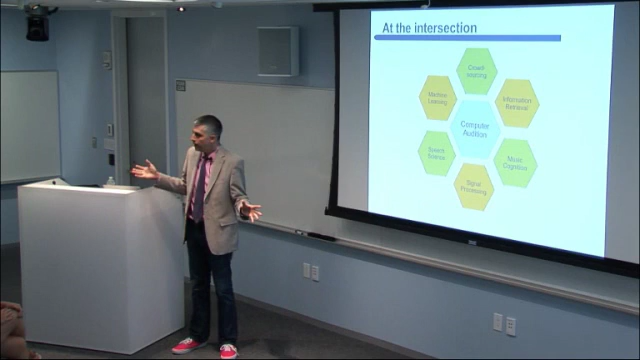 At the intersection
Crowd
sourcing
Machine
Learning
Information
Retrieval
Computer
Audition
Speech
Science
Music
Cognition
Signal
Processing